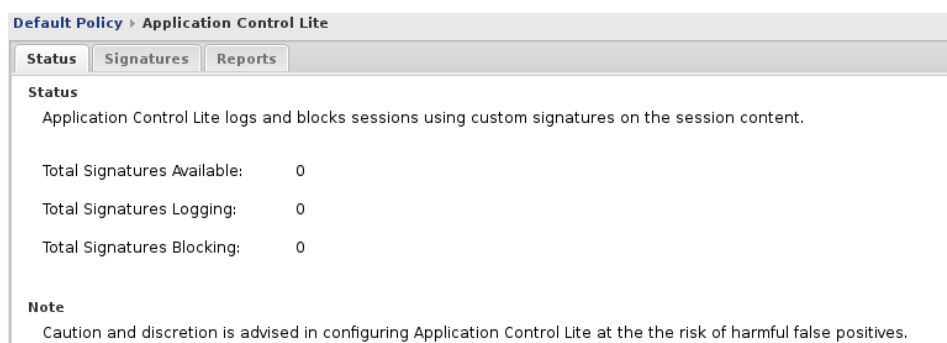 Default Policy › Application Control Lite
Status Signatures Reports
Status
Application Control Lite logs and blocks sessions using custom signatures on the session content.
Total Signatures Available: 0
Total Signatures Logging: 0
Total Signatures Blocking: 0
Note
Caution and discretion is advised in configuring Application Control Lite at the the risk of harmful false positives.